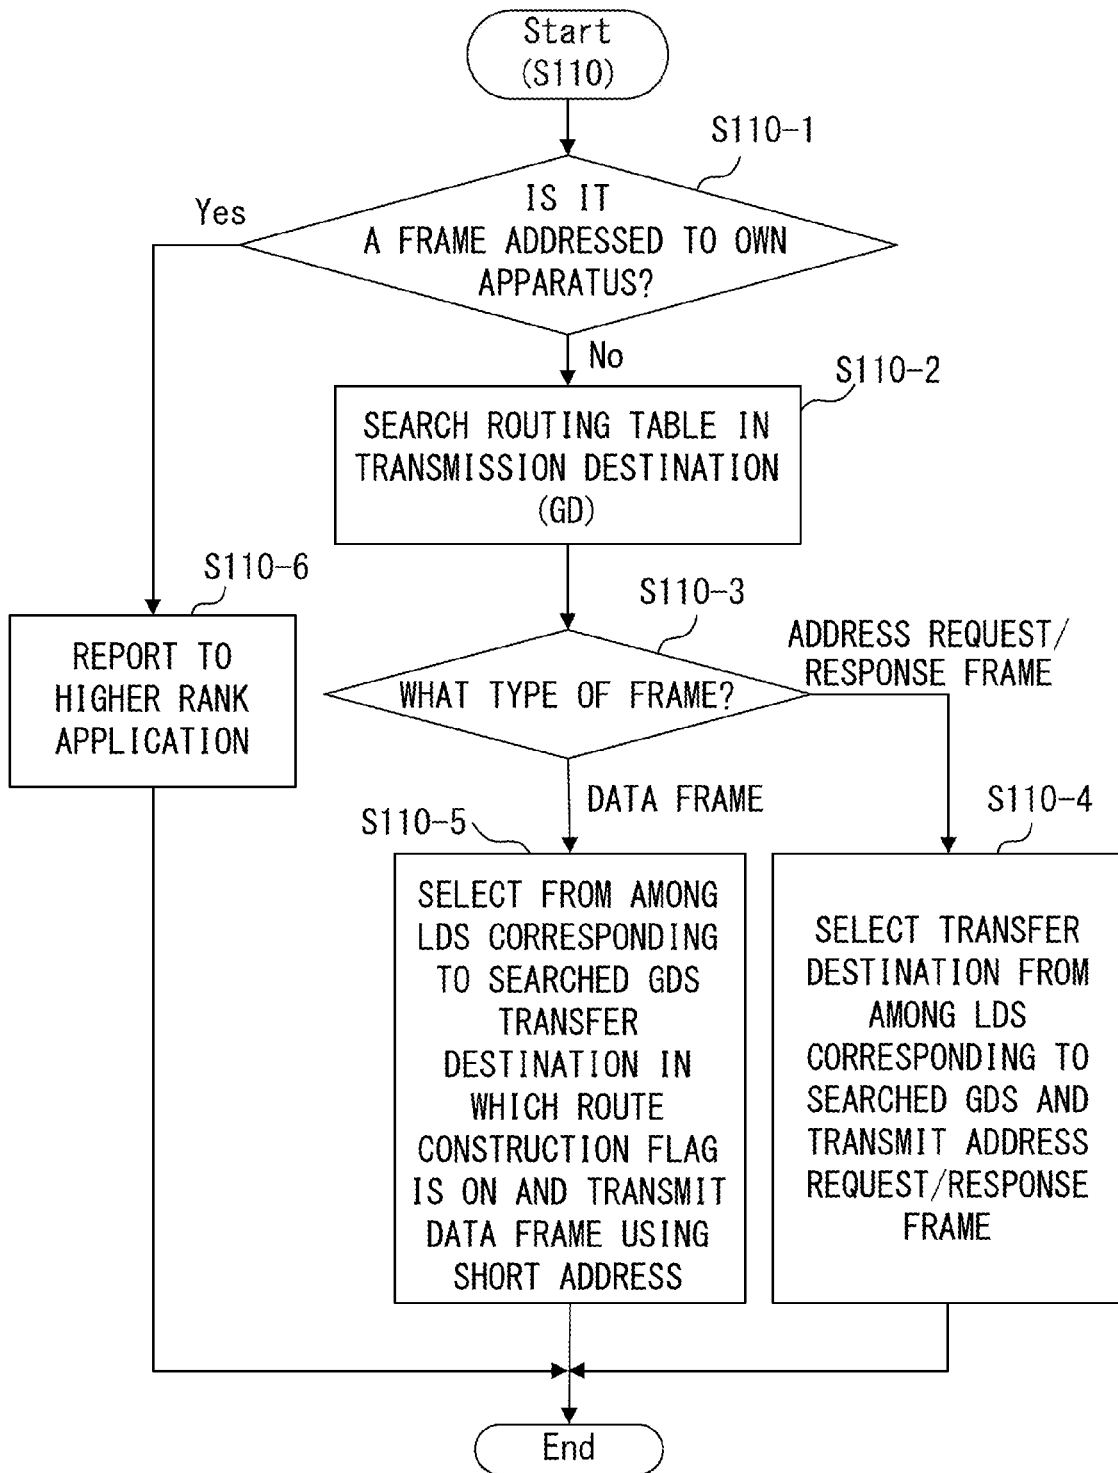 Start
(S110)
S110-1
IS IT
A FRAME ADDRESSED TO OWN
APPARATUS?
Yes
No
S110-2
SEARCH ROUTING TABLE IN
TRANSMISSION DESTINATION
(GD)
S110-6
REPORT TO
HIGHER RANK
APPLICATION
S110-3
WHAT TYPE OF FRAME?
ADDRESS REQUEST/
RESPONSE FRAME
DATA FRAME
S110-5
SELECT FROM AMONG
LDS CORRESPONDING
TO SEARCHED GDS
TRANSFER
DESTINATION IN
WHICH ROUTE
CONSTRUCTION FLAG
IS ON AND TRANSMIT
DATA FRAME USING
SHORT ADDRESS
S110-4
SELECT TRANSFER
DESTINATION FROM
AMONG LDS
CORRESPONDING TO
SEARCHED GDS AND
TRANSMIT ADDRESS
REQUEST/RESPONSE
FRAME
End